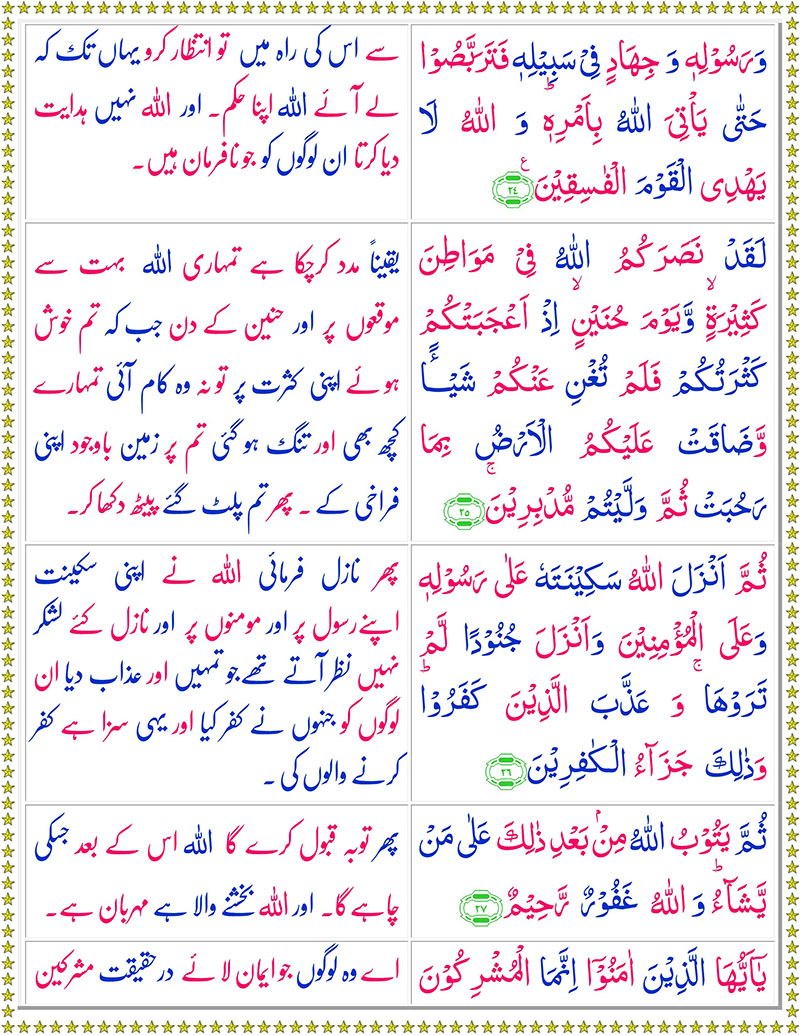 وَرَسُوْلِهٖ وَ جِهَادٍ فِیْ سَبِیْلِهٖ فَتَرَبَّصُوْا
حَتّٰی یَاْتِیَ اللّٰهُ بِاَمْرِهٖ ؕ وَ اللّٰهُ لَا
یَهْدِی الْقَوْمَ الْفٰسِقِیْنَ ۧ ﴿۲۴﴾
سے اس کی راہ میں تو انتظار کرو یہاں تک کہ
لے آئے اللہ اپنا حکم۔ اور اللہ نہیں ہدایت
دیا کرتا ان لوگوں کو جو نافرمان ہیں۔
لَقَدْ نَصَرَكُمُ اللّٰهُ فِیْ مَوَاطِنَ
كَثِیْرَةٍ ۙ وَّیَوْمَ حُنَیْنٍ ۙ اِذْ اَعْجَبَتْكُمْ
كَثْرَتُكُمْ فَلَمْ تُغْنِ عَنْكُمْ شَیْـًٔا
وَّضَاقَتْ عَلَیْكُمُ الْاَرْضُ بِمَا
رَحُبَتْ ثُمَّ وَلَّیْتُمْ مُّدْبِرِیْنَ ۚ ﴿۲۵﴾
یقیناً مدد کرچکا ہے تمہاری اللہ بہت سے
موقعوں پر اور حنین کے دن جب کہ تم خوش
ہوئے اپنی کثرت پر تو نہ وہ کام آئی تمہارے
کچھ بھی اور تنگ ہو گئی تم پر زمین باوجود اپنی
فراخی کے ۔ پھر تم پلٹ گئے پیٹھ دکھا کر۔
ثُمَّ اَنْزَلَ اللّٰهُ سَكِیْنَتَهٗ عَلٰی رَسُوْلِهٖ
وَعَلَی الْمُؤْمِنِیْنَ وَاَنْزَلَ جُنُوْدًا لَّمْ
تَرَوْهَا ۚ وَ عَذَّبَ الَّذِیْنَ كَفَرُوْا ؕ
وَذٰلِكَ جَزَآءُ الْكٰفِرِیْنَ ﴿۲۶﴾
پھر نازل فرمائی اللہ نے اپنی سکینت
اپنے رسول پر اور مومنوں پر اور نازل کئے لشکر
نہیں نظر آتے تھے جو تمہیں اور عذاب دیا ان
لوگوں کو جنہوں نے کفر کیا اور یہی سزا ہے کفر
کرنے والوں کی ۔
ثُمَّ یَتُوْبُ اللّٰهُ مِنْۢ بَعْدِ ذٰلِكَ عَلٰی مَنْ
یَّشَآءُ ؕ وَ اللّٰهُ غَفُوْرٌ رَّحِیْمٌ ﴿۲۷﴾
پھر توبہ قبول کرے گا اللہ اس کے بعد جسکی
چاہے گا۔ اور اللہ بخشنے والا ہے مہربان ہے۔
یٰۤاَیُّهَا الَّذِیْنَ اٰمَنُوْۤا اِنَّمَا الْمُشْرِكُوْنَ
اے وہ لوگوں جو ایمان لائے درحقیقت مشرکین